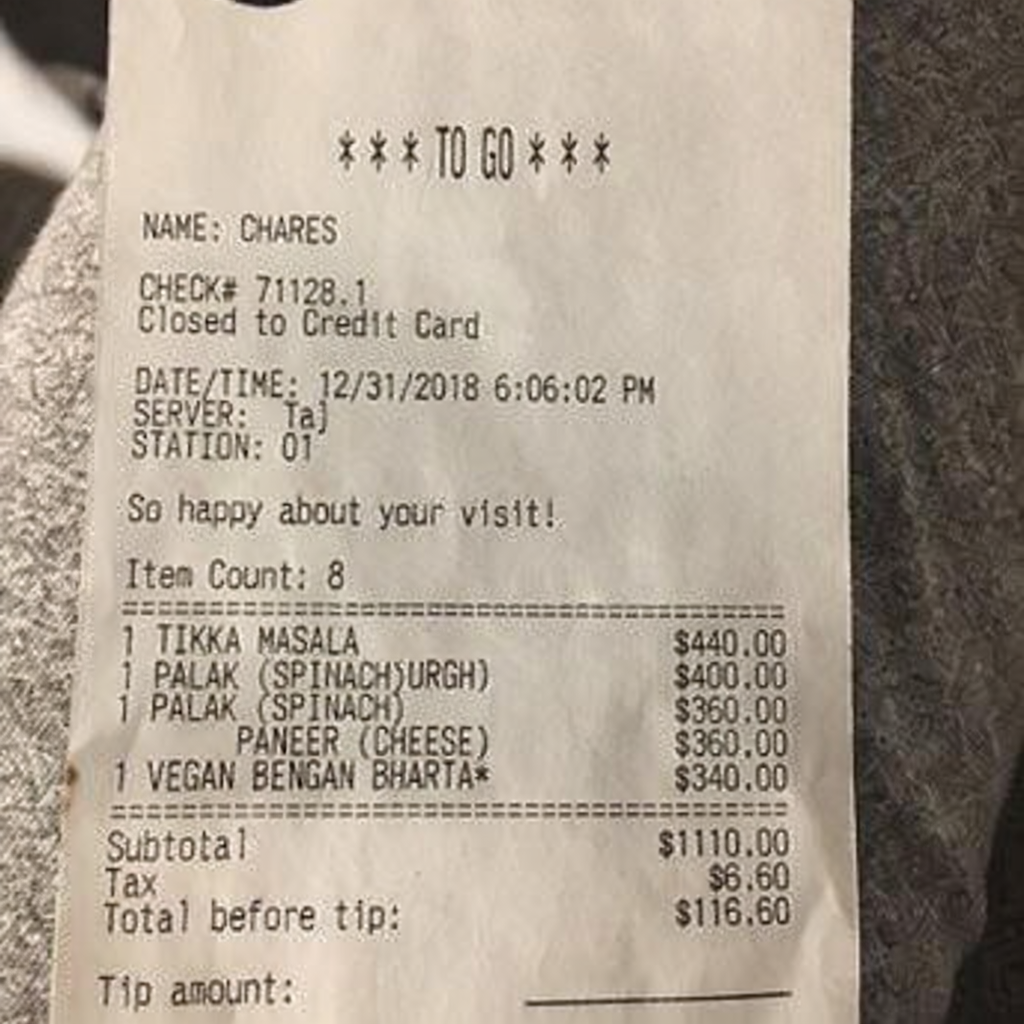 ***TO GO***
NAME: CHARES
CHECK# 71128.1
Closed to Credit Card
DATE/TIME: 12/31/2018 6:06:02 PM
SERVER: Taj
STATION: 01
So happy about your visit!
Item Count: 8
======================================
1 TIKKA MASALA $440.00
1 PALAK (SPINACH)URGH) $400.00
1 PALAK (SPINACH) $360.00
PANEER (CHEESE) $360.00
1 VEGAN BENGAN BHARTA* $340.00
======================================
Subtotal $1110.00
Tax $6.60
Total before tip: $116.60
Tip amount: